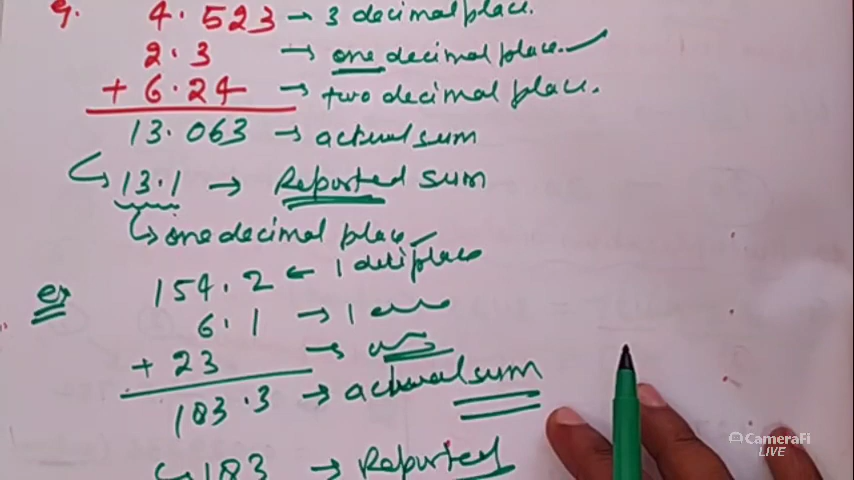 eg. 4.523 → 3 decimal place.
2.3 → one decimal place.
+ 6.24 → two decimal place.
13.063 → actual sum
13.1 → Reported sum
one decimal place
ex 154.2 ← 1 place
6.1 → 1
+ 23 →
183.3 → actual sum
183 → Reported
CameraFi
LIVE